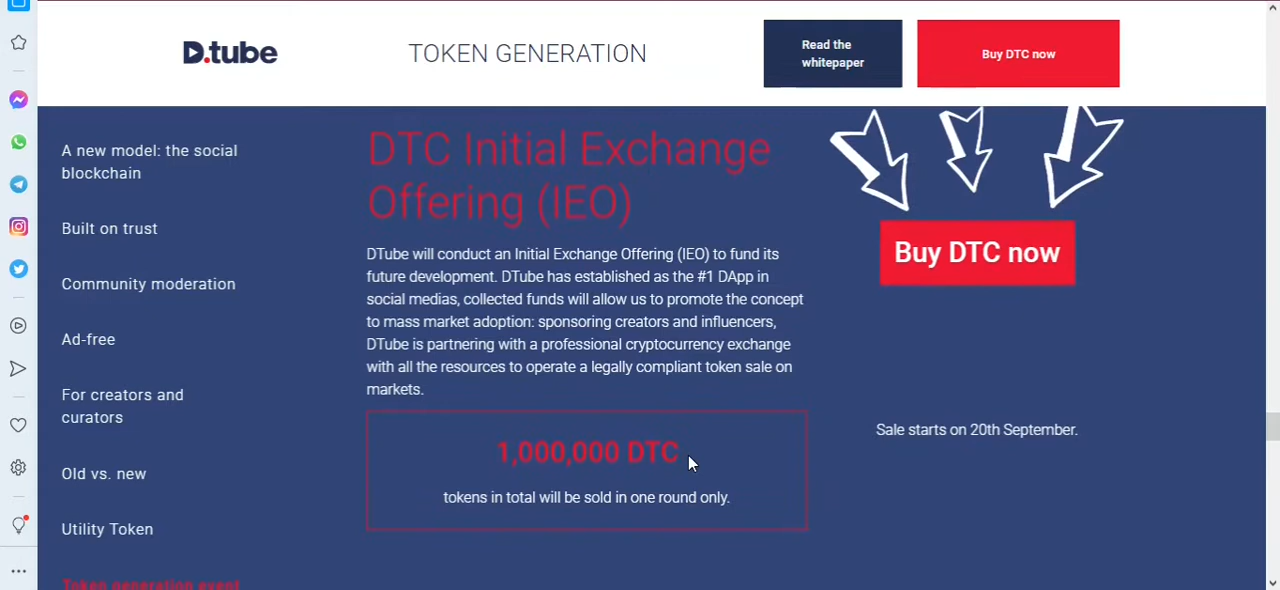 D.tube
TOKEN GENERATION
Read the
whitepaper
Buy DTC now
A new model: the social
blockchain
Built on trust
Community moderation
Ad-free
For creators and
curators
Old vs. new
Utility Token
Token generation event
DTC Initial Exchange
Offering (IEO)
DTube will conduct an Initial Exchange Offering (IEO) to fund its
future development. DTube has established as the #1 DApp in
social medias, collected funds will allow us to promote the concept
to mass market adoption: sponsoring creators and influencers,
DTube is partnering with a professional cryptocurrency exchange
with all the resources to operate a legally compliant token sale on
markets.
1,000,000 DTC
tokens in total will be sold in one round only.
Buy DTC now
Sale starts on 20th September.